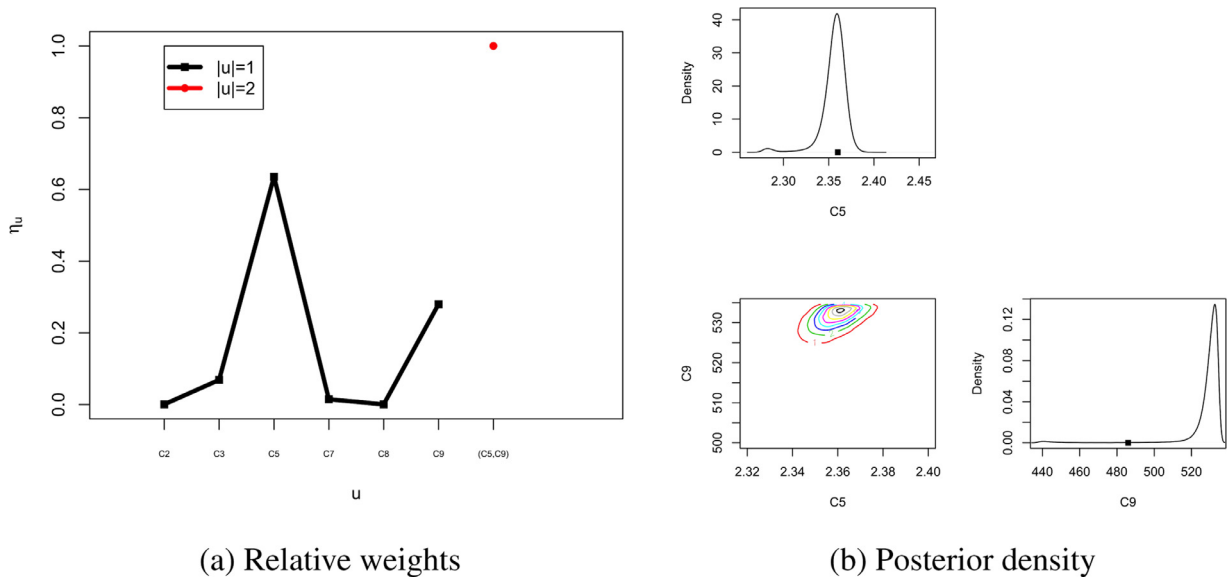 |u|=1
|u|=2
ηu
1.0
0.8
0.6
0.4
0.2
0.0
C2 C3 C5 C7 C8 C9 (C5,C9)
u
(a) Relative weights
Density
40
30
20
10
0
2.30 2.35 2.40 2.45
C5
C9
530
520
510
500
2.32 2.34 2.36 2.38 2.40
C5
Density
0.12
0.08
0.04
0.00
440 460 480 500 520
C9
(b) Posterior density